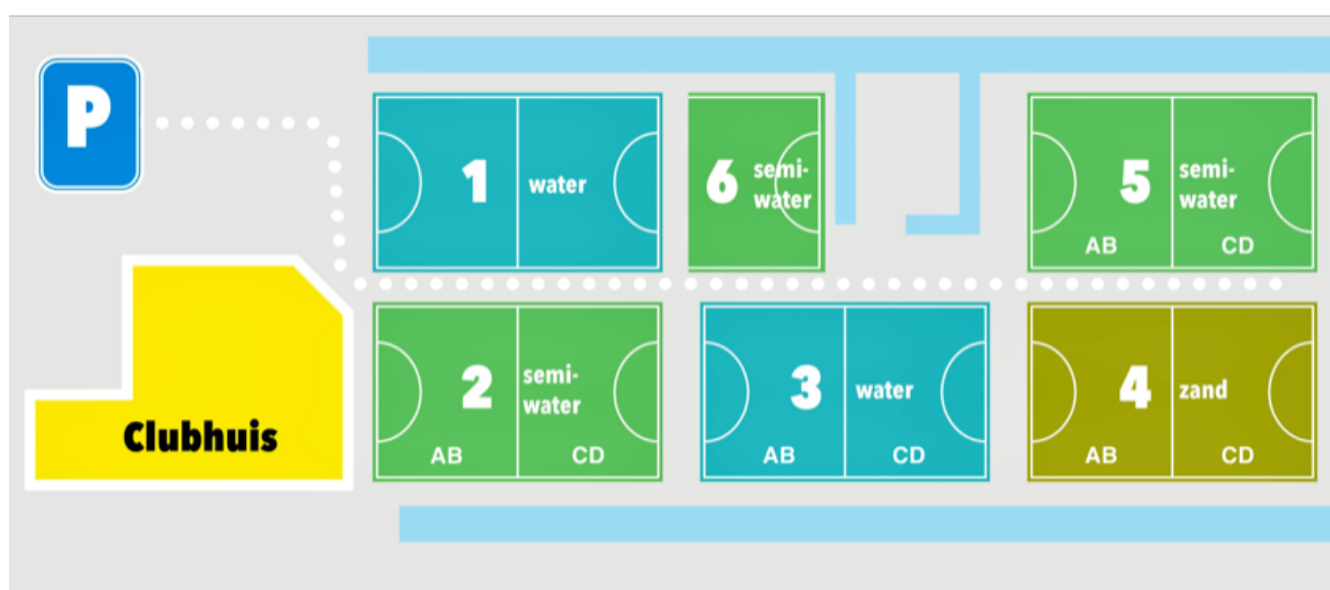 P
1 water
6 semi-
water
5 semi-
water
AB CD
Clubhuis
2 semi-
water
AB CD
3 water
AB CD
4 zand
AB CD